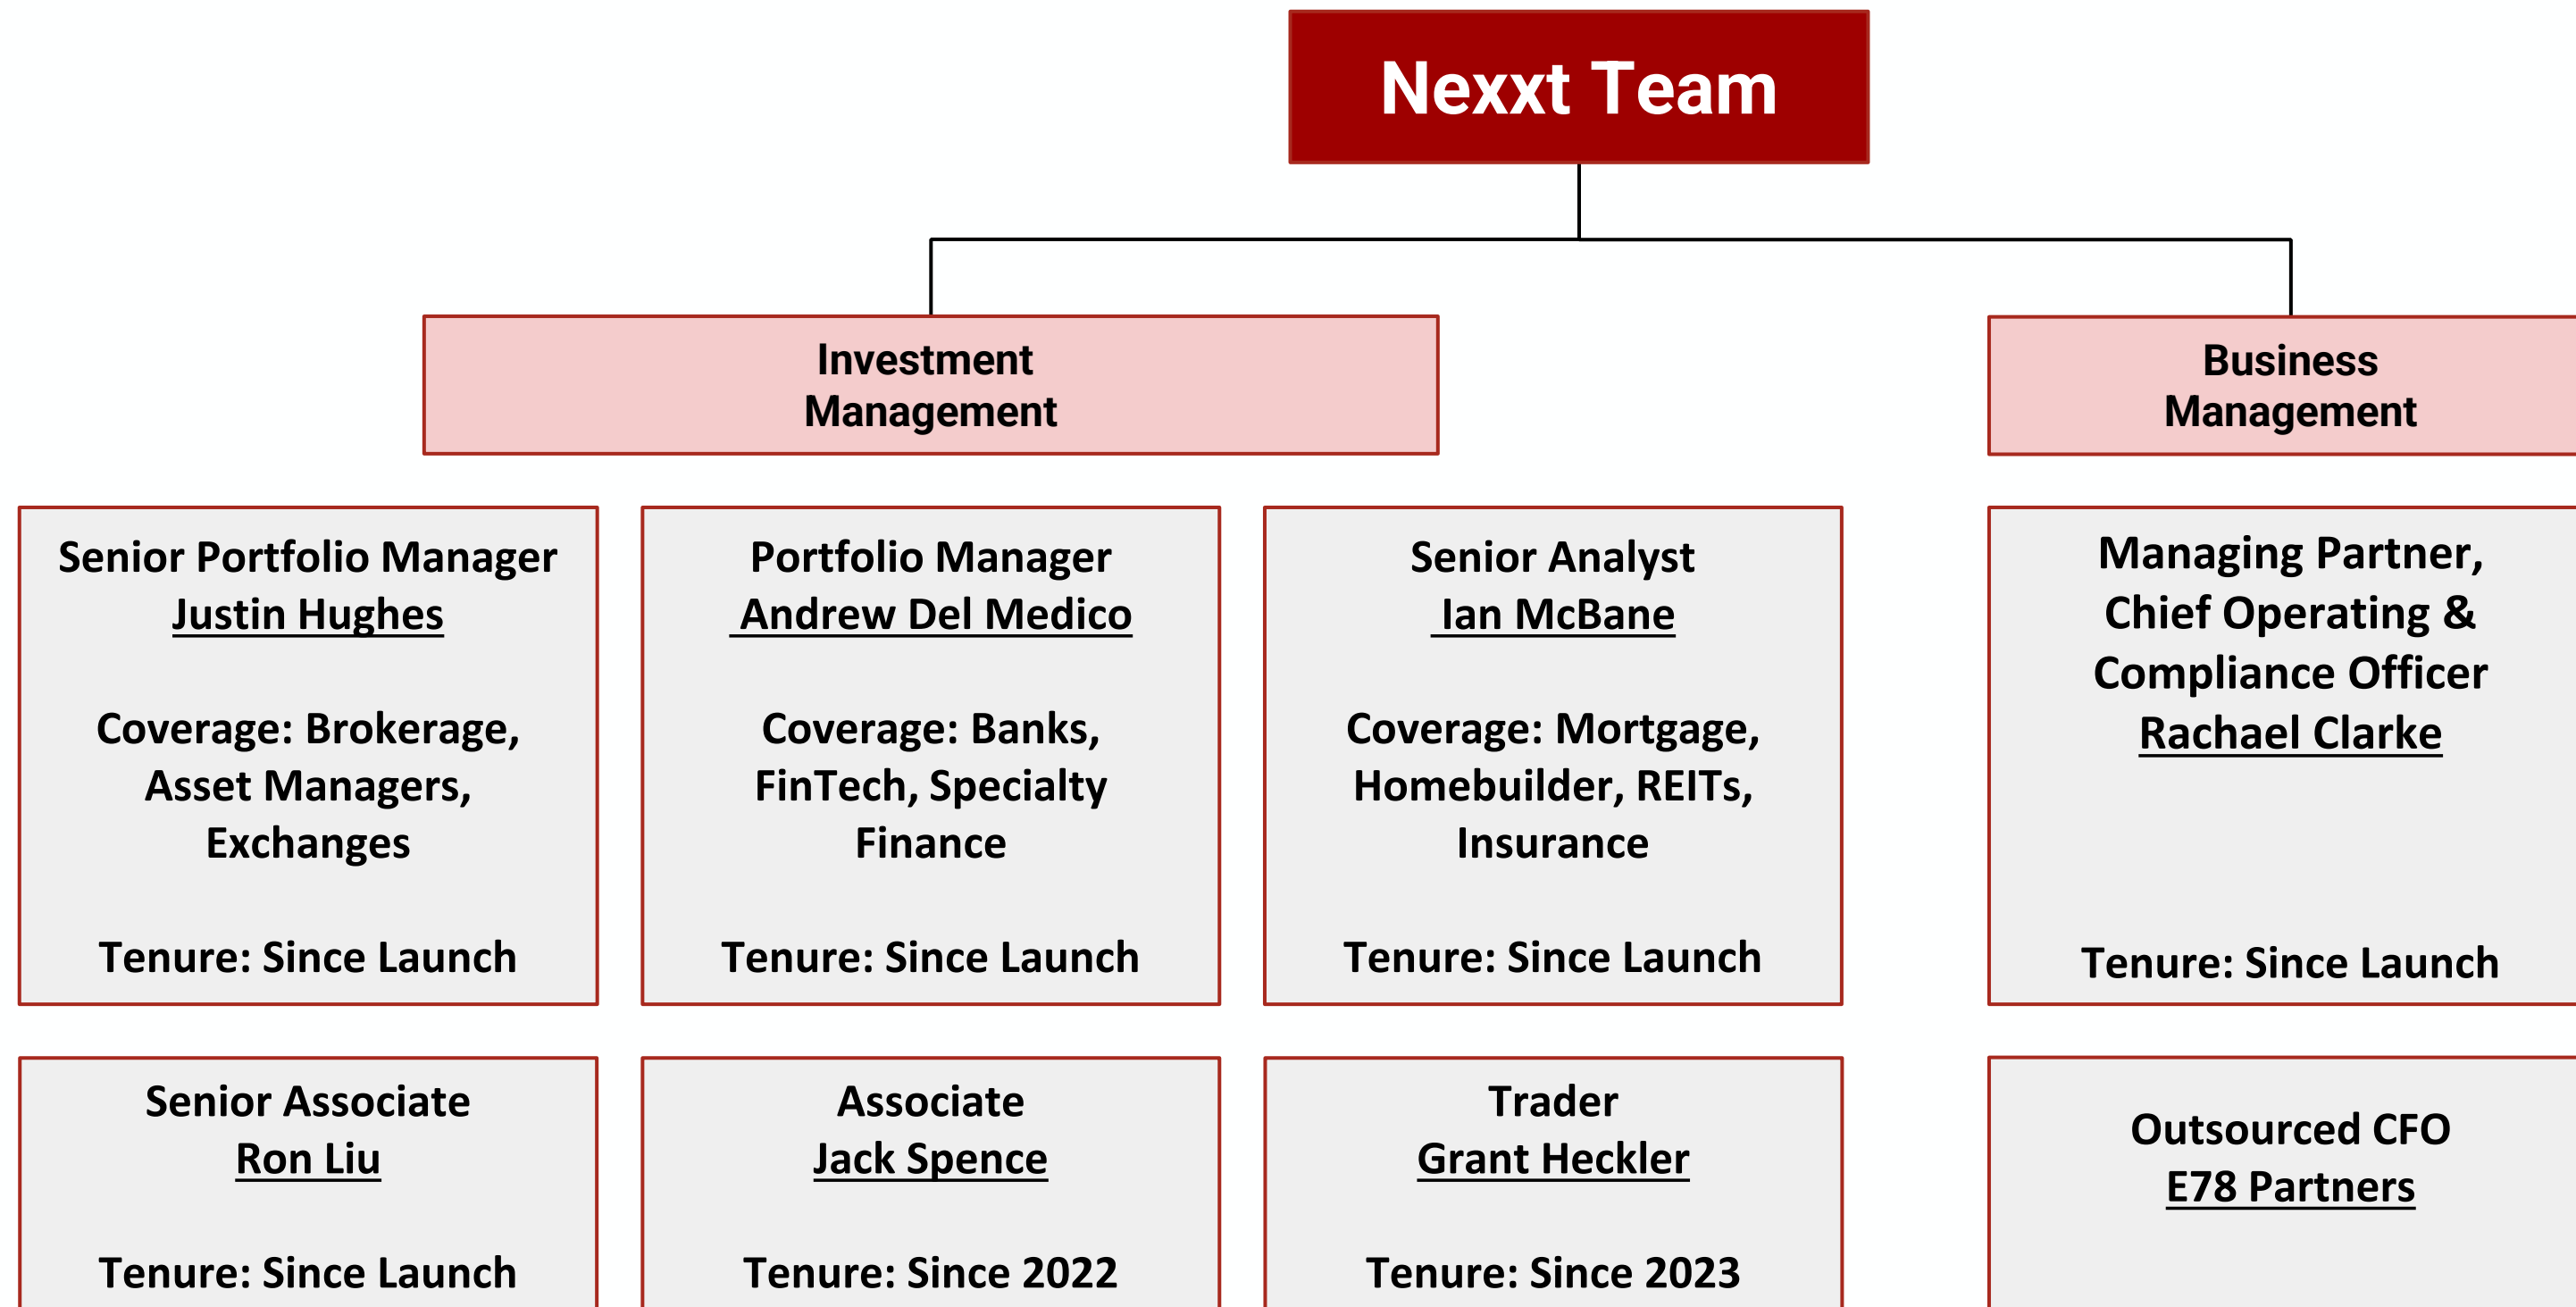 Nexxt Team
Investment
Management
Business
Management
Senior Portfolio Manager
Justin Hughes
Coverage: Brokerage,
Asset Managers,
Exchanges
Tenure: Since Launch
Portfolio Manager
Andrew Del Medico
Coverage: Banks,
FinTech, Specialty
Finance
Tenure: Since Launch
Senior Analyst
Ian McBane
Coverage: Mortgage,
Homebuilder, REITs,
Insurance
Tenure: Since Launch
Managing Partner,
Chief Operating &
Compliance Officer
Rachael Clarke
Tenure: Since Launch
Senior Associate
Ron Liu
Tenure: Since Launch
Associate
Jack Spence
Tenure: Since 2022
Trader
Grant Heckler
Tenure: Since 2023
Outsourced CFO
E78 Partners